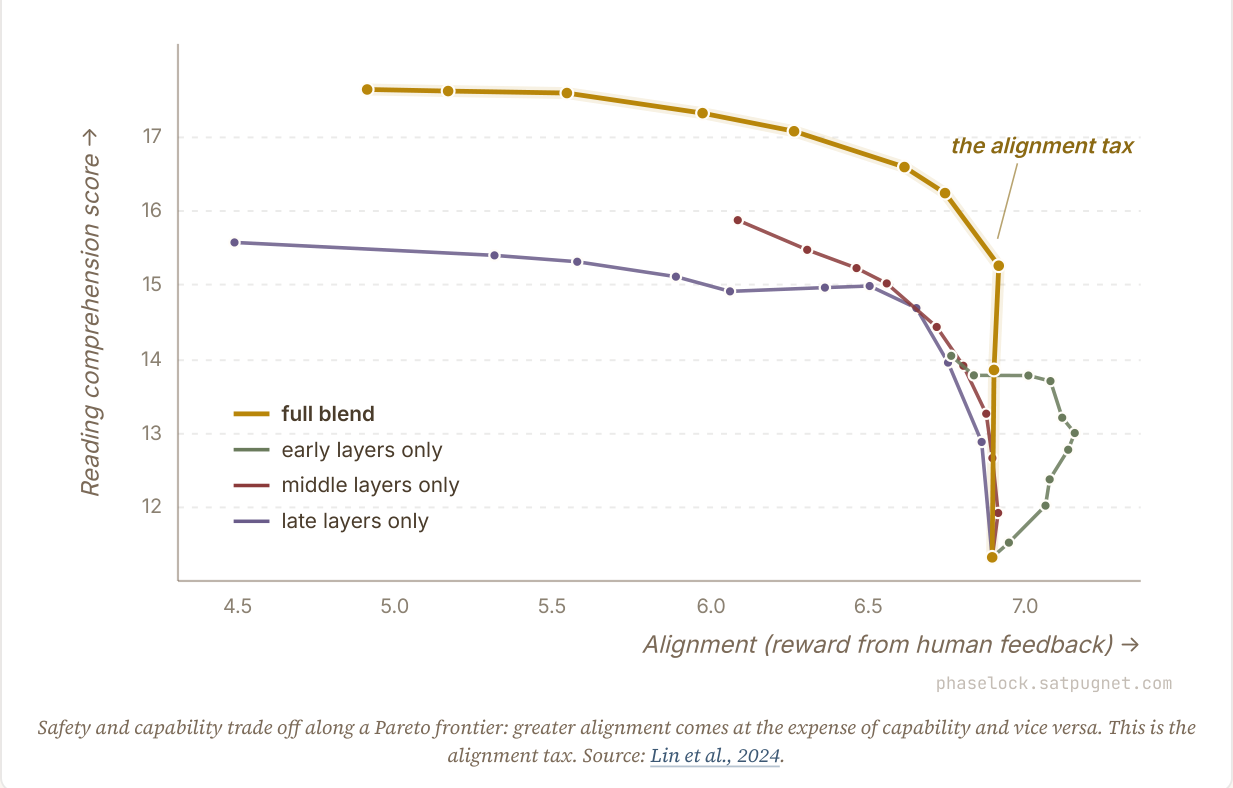 Reading comprehension score →
17
16
15
14
13
12
the alignment tax
full blend
early layers only
middle layers only
late layers only
4.5 5.0 5.5 6.0 6.5 7.0
Alignment (reward from human feedback) →
phaselock.satpugnet.com
Safety and capability trade off along a Pareto frontier: greater alignment comes at the expense of capability and vice versa. This is the
alignment tax. Source: Lin et al., 2024.